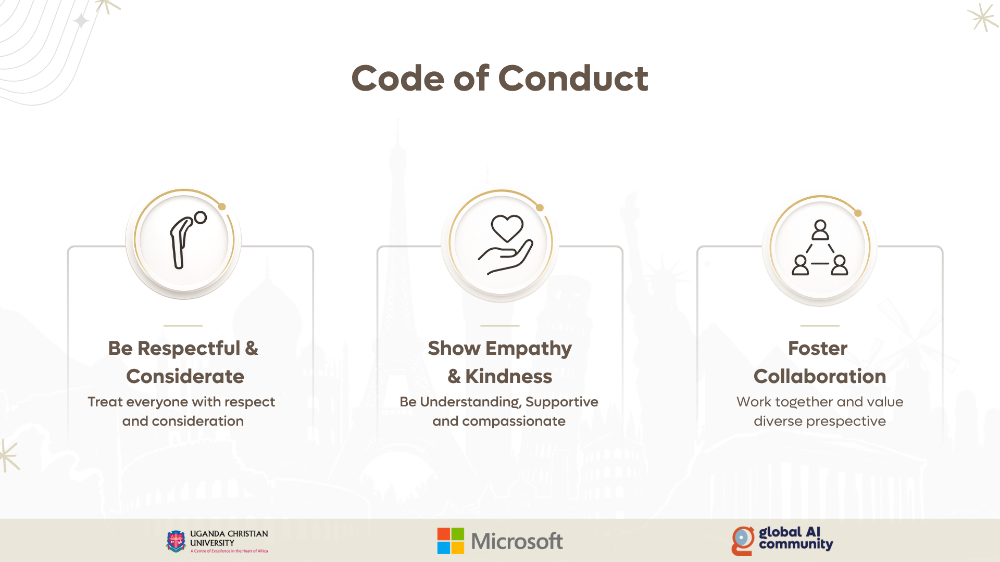 Code of Conduct
Be Respectful &
Considerate
Treat everyone with respect
and consideration
Show Empathy
& Kindness
Be Understanding, Supportive
and compassionate
Foster
Collaboration
Work together and value
diverse prespective
UGANDA CHRISTIAN
UNIVERSITY
A Centre of Excellence in the Heart of Africa
Microsoft
global AI
community